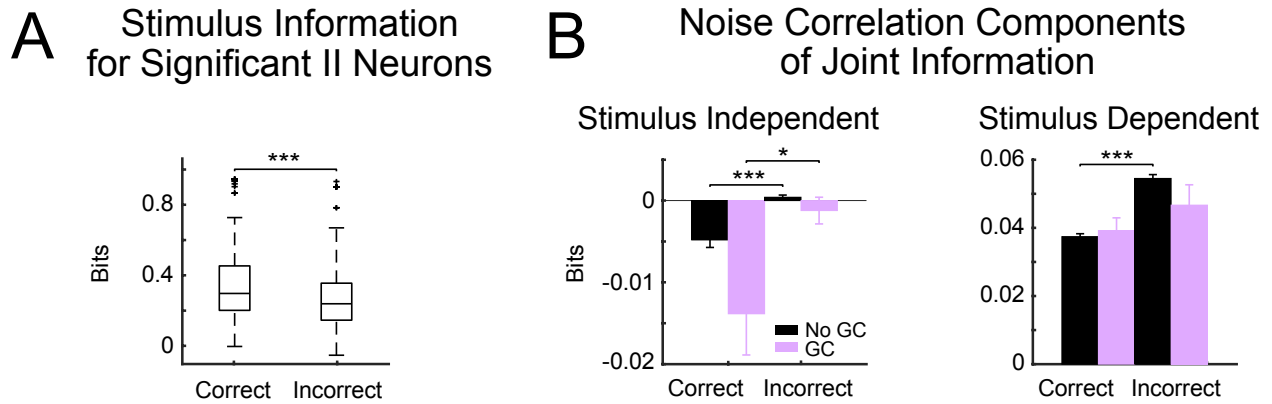 A
Stimulus Information
for Significant II Neurons
***
0.8
0.4
0
Bits
Correct
Incorrect
B
Noise Correlation Components
of Joint Information
Stimulus Independent
*
***
0
-0.01
-0.02
Bits
No GC
GC
Correct
Incorrect
Stimulus Dependent
***
0.06
0.04
0.02
0
Correct
Incorrect